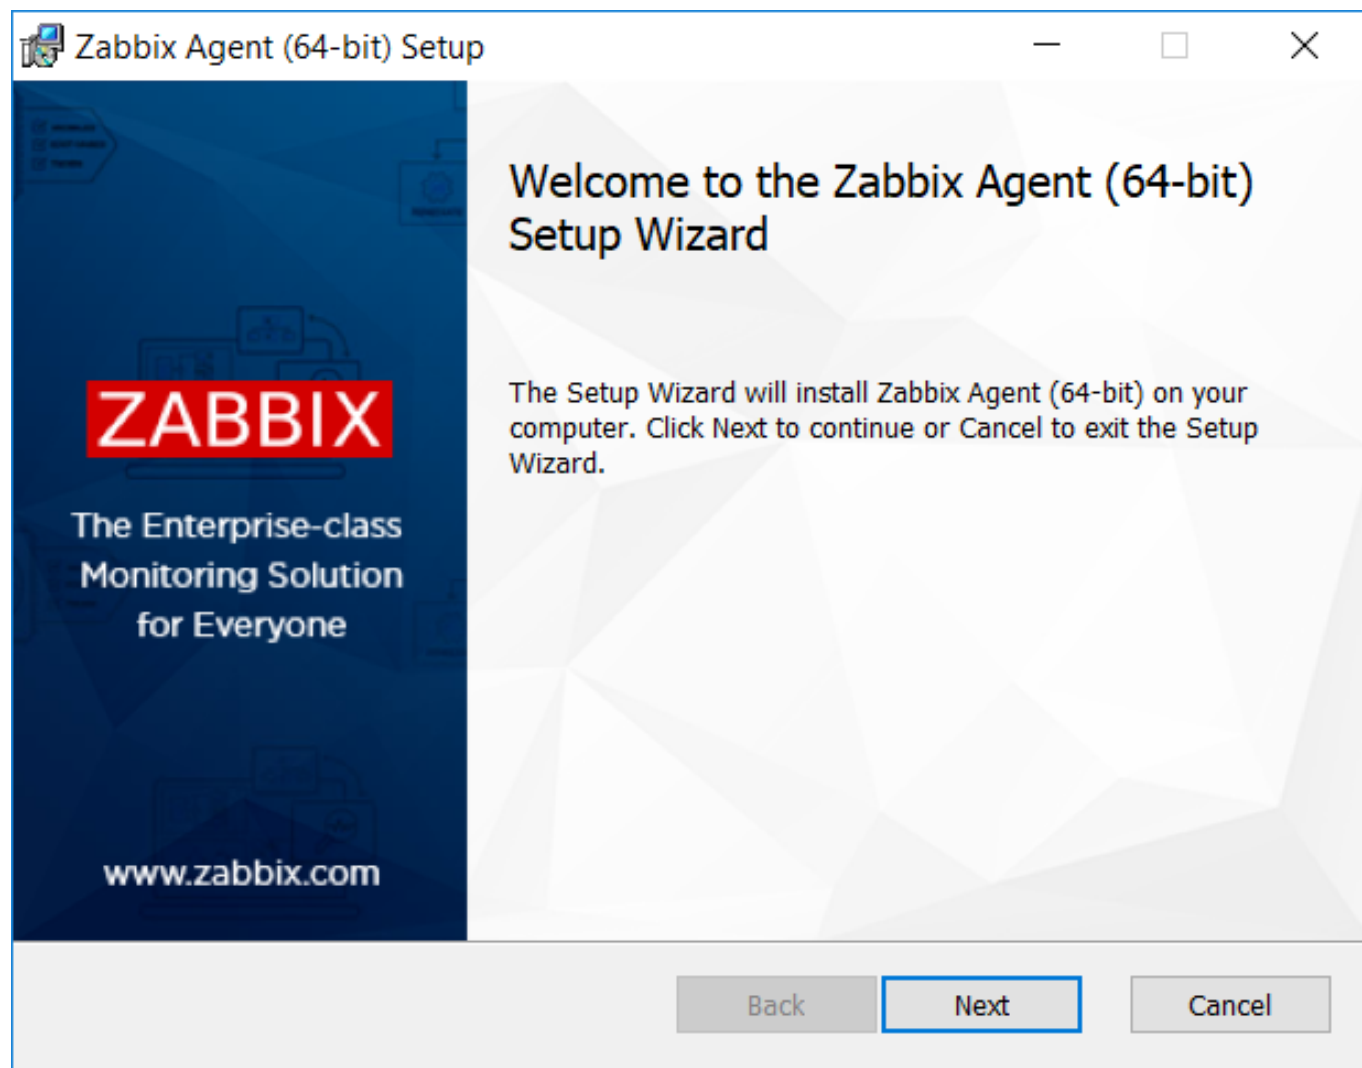 Zabbix Agent (64-bit) Setup
ZABBIX
The Enterprise-class
Monitoring Solution
for Everyone
www.zabbix.com
Welcome to the Zabbix Agent (64-bit)
Setup Wizard
The Setup Wizard will install Zabbix Agent (64-bit) on your
computer. Click Next to continue or Cancel to exit the Setup
Wizard.
Back
Next
Cancel